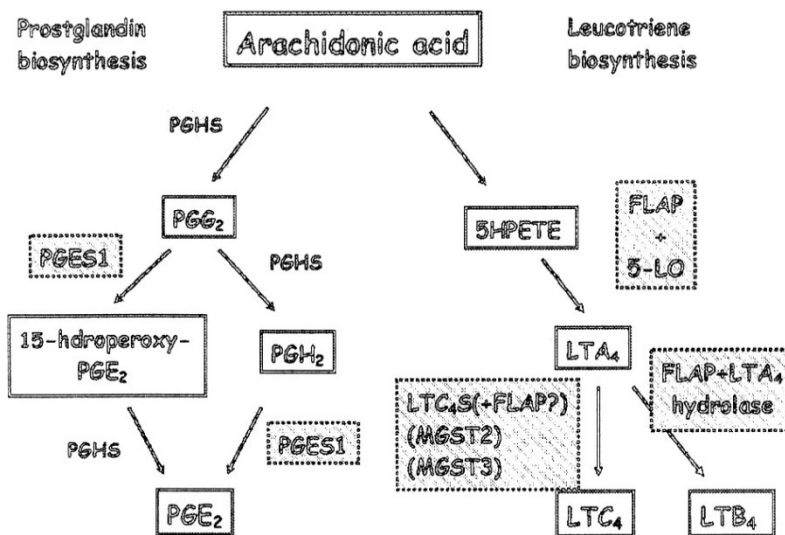 Prostglandin
biosynthesis
Arachidonic acid
Leucotriene
biosynthesis
PGHS
PGG₂
5HPETE
FLAP
+
5-LO
PGES1
PGHS
15-hdroperoxy-
PGE₂
PGH₂
LTA₄
FLAP+LTA₄
hydrolase
LTC₄S(+FLAP?)
(MGST2)
(MGST3)
PGHS
PGES1
PGE₂
LTC₄
LTB₄